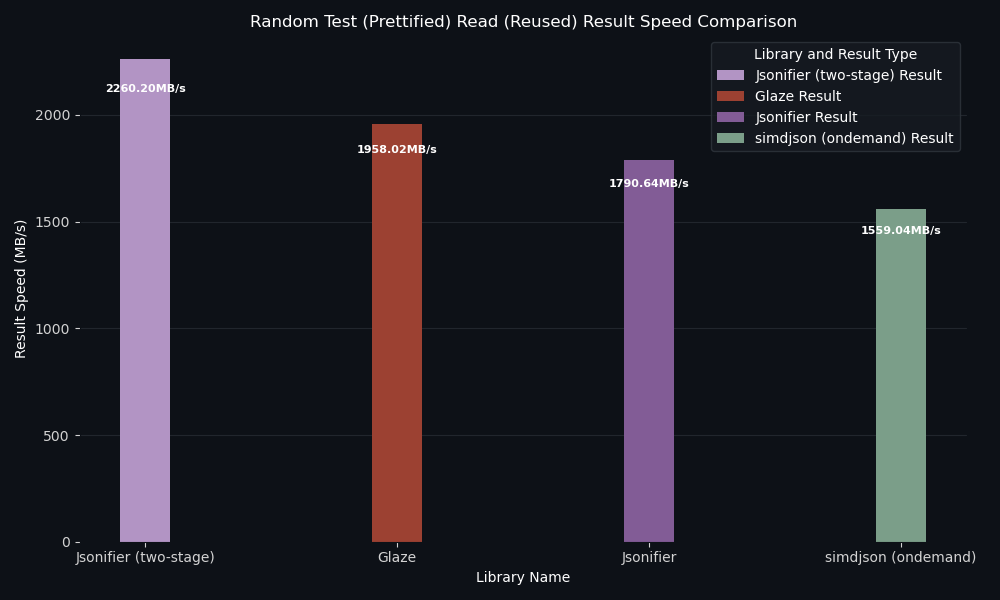 Random Test (Prettified) Read (Reused) Result Speed Comparison
Library and Result Type
Jsonifier (two-stage) Result
Glaze Result
Jsonifier Result
simdjson (ondemand) Result
2260.20MB/s
1958.02MB/s
1790.64MB/s
1559.04MB/s
Result Speed (MB/s)
2000
1500
1000
500
0
Jsonifier (two-stage)
Glaze
Jsonifier
simdjson (ondemand)
Library Name